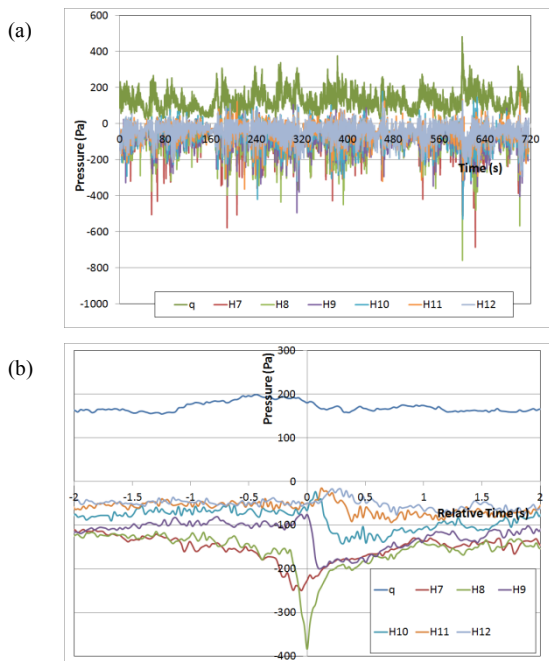 (a)
600
400
200
0
-200
-400
-600
-800
-1000
Pressure (Pa)
0 80 160 240 320 400 480 560 640 720
Time (s)
q H7 H8 H9 H10 H11 H12
(b)
300
200
100
0
-100
-200
-300
-400
Pressure (Pa)
-2 -1.5 -1 -0.5 0.0 0.5 1 1.5 2
Relative Time (s)
q H7 H8 H9
H10 H11 H12